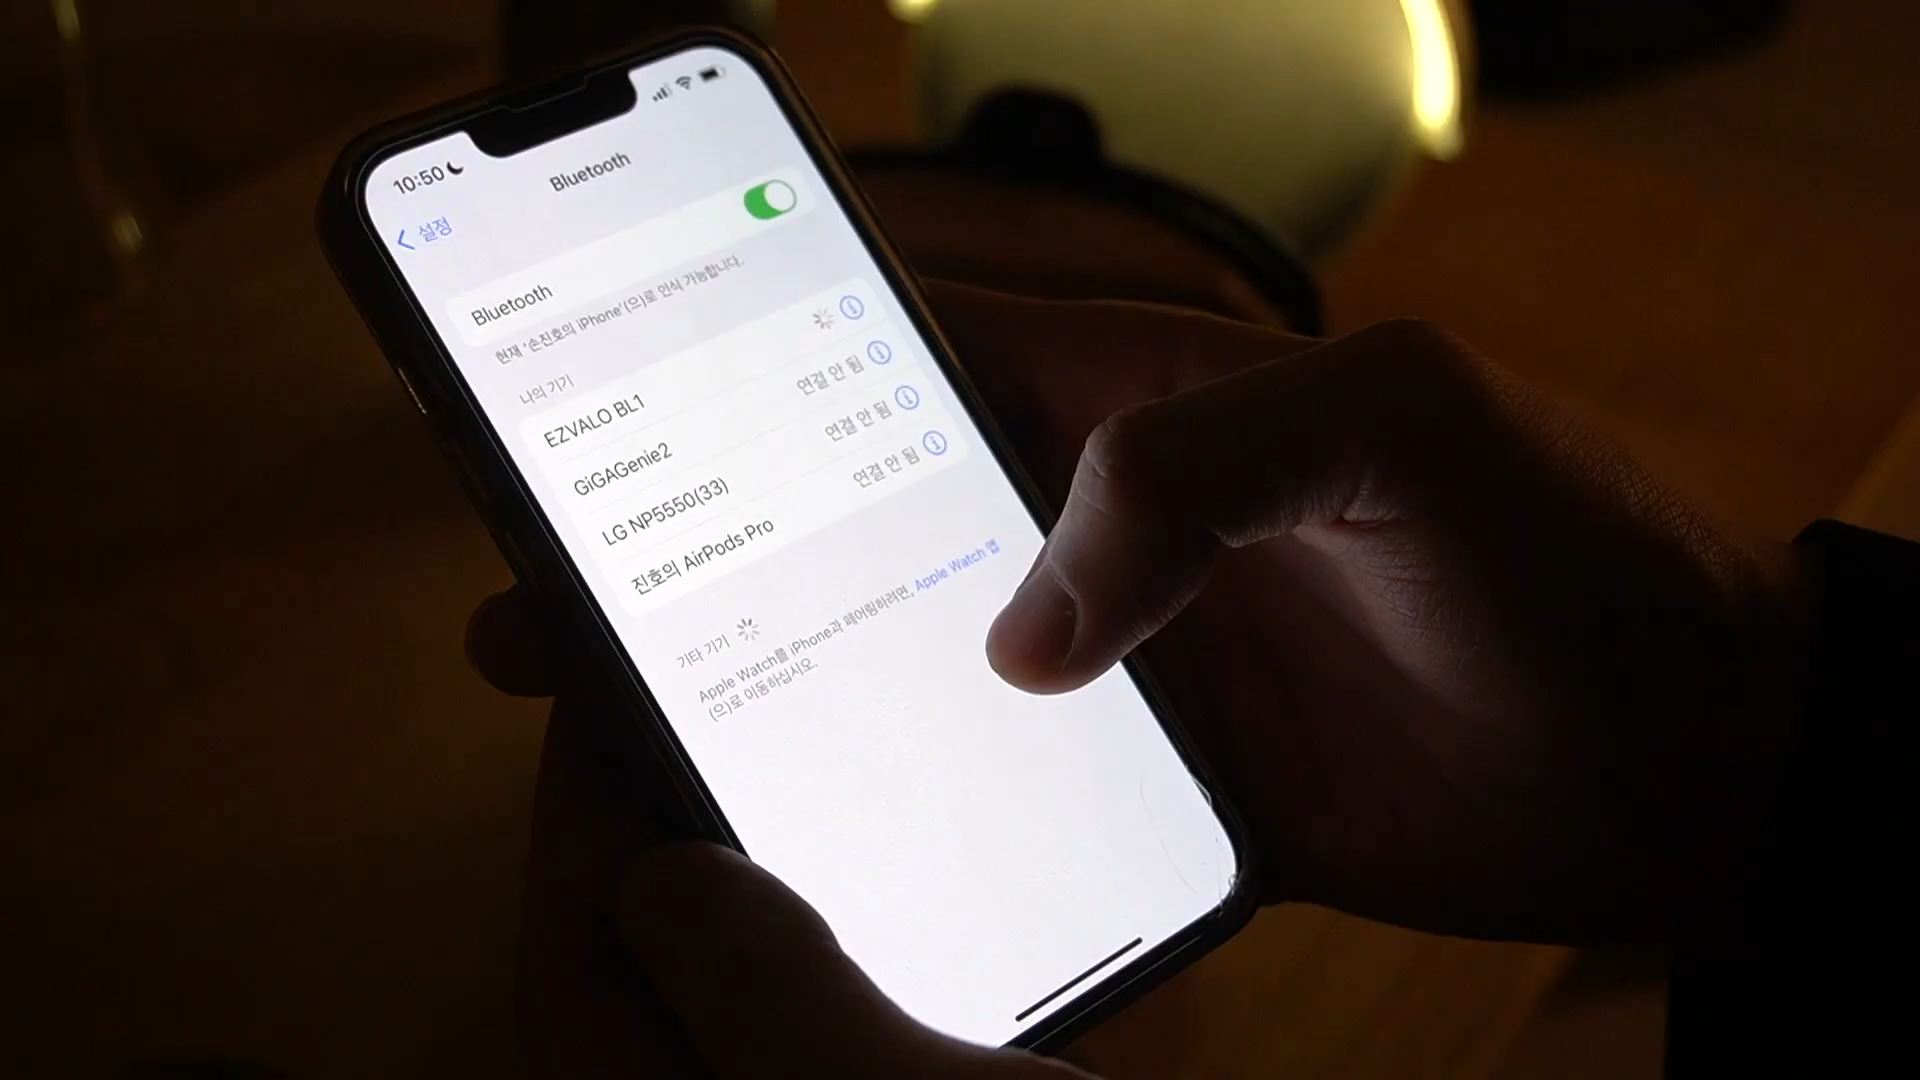 10:50
설정
Bluetooth
Bluetooth
현재 '손진호의 iPhone'(으)로 인식 가능합니다.
나의 기기
EZVALO BL1
GiGAGenie2 연결 안 됨
LG NP5550(33) 연결 안 됨
진호의 AirPods Pro 연결 안 됨
기타 기기
Apple Watch를 iPhone과 페어링하려면, Apple Watch 앱
(으)로 이동하십시오.